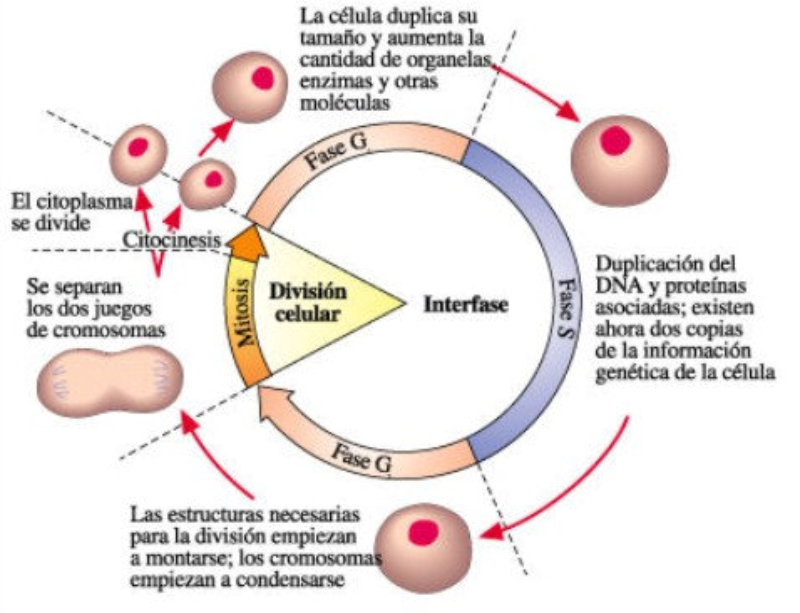 La célula duplica su
tamaño y aumenta la
cantidad de organelas,
enzimas y otras
moléculas
Fase G
El citoplasma
se divide
Citocinesis
Se separan
los dos juegos
de cromosomas
Mitosis
División
celular
Interfase
Fase S
Duplicación del
DNA y proteínas
asociadas; existen
ahora dos copias
de la información
genética de la célula
Fase G
Las estructuras necesarias
para la división empiezan
a montarse; los cromosomas
empiezan a condensarse